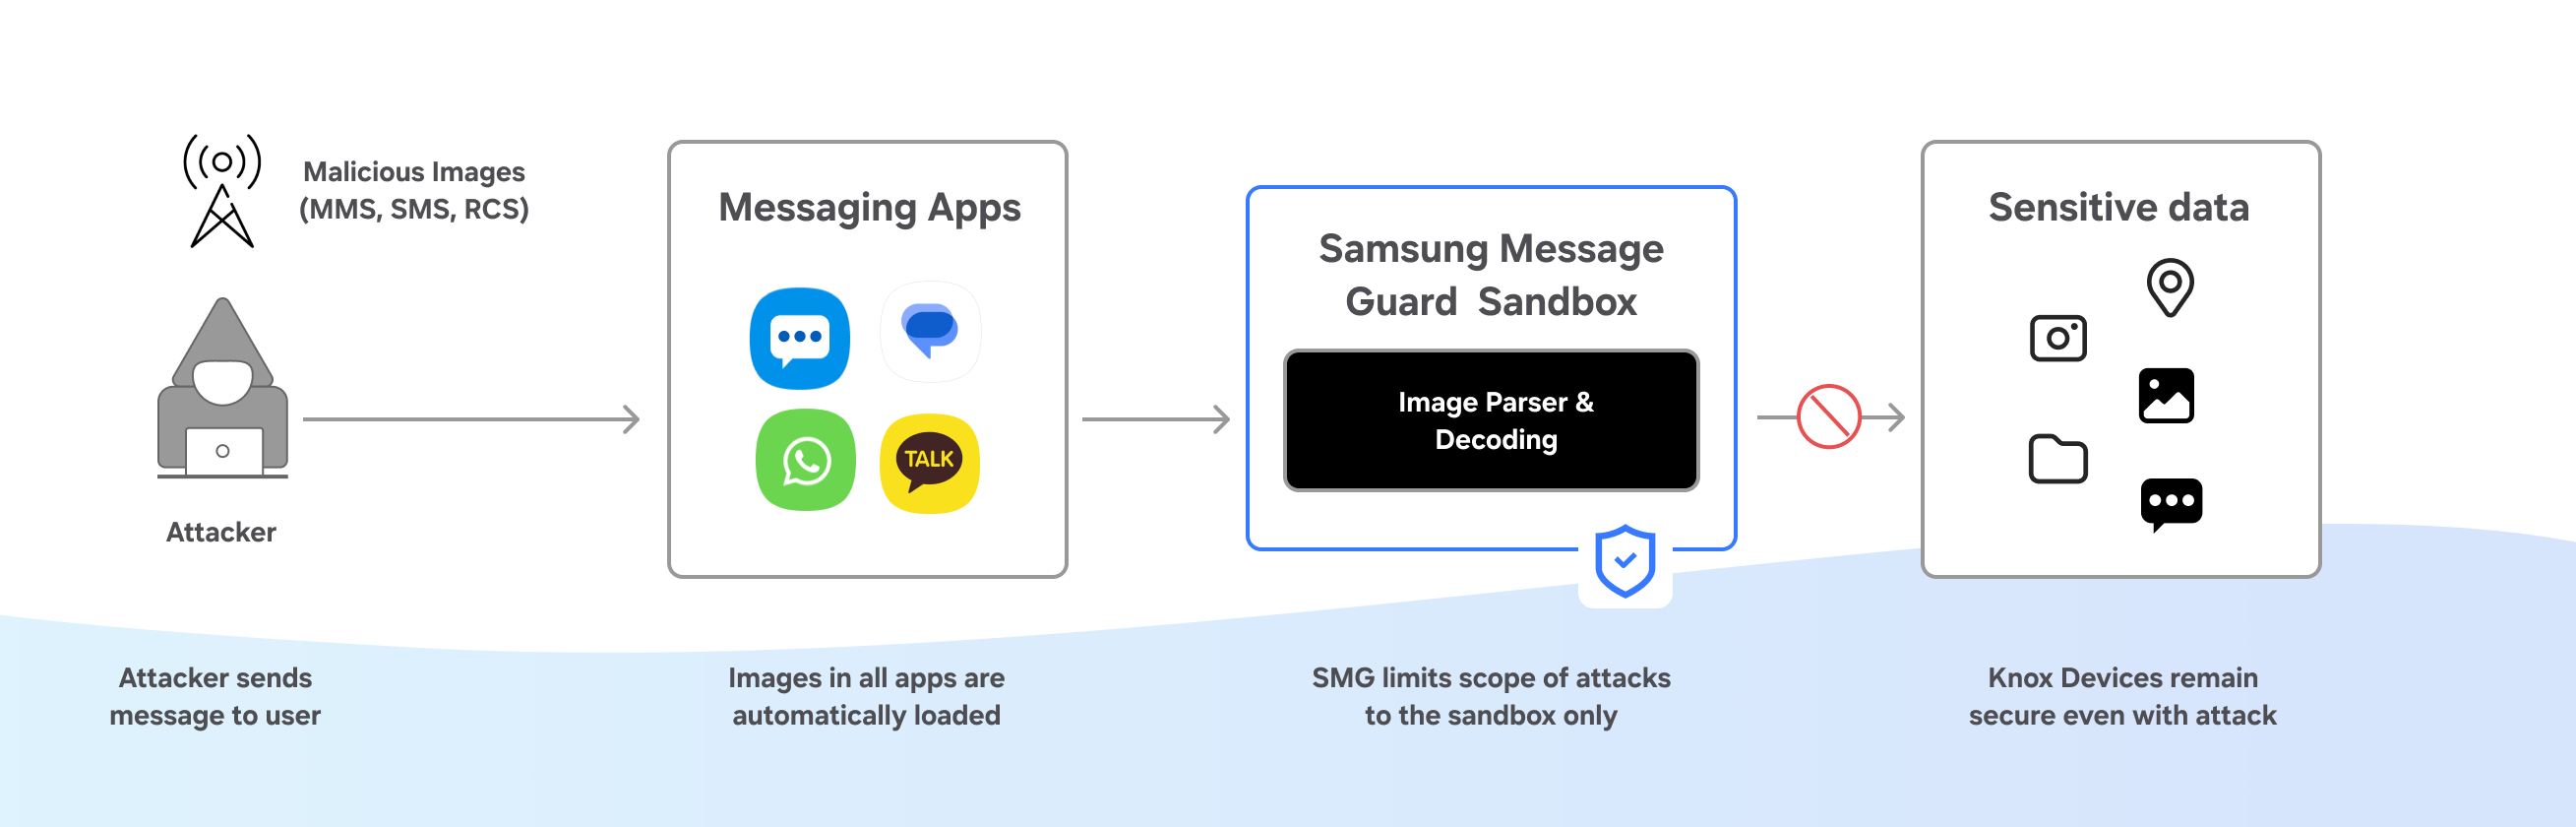 Malicious Images
(MMS, SMS, RCS)
Attacker
Messaging Apps
TALK
Samsung Message
Guard Sandbox
Image Parser &
Decoding
Sensitive data
Attacker sends
message to user
Images in all apps are
automatically loaded
SMG limits scope of attacks
to the sandbox only
Knox Devices remain
secure even with attack